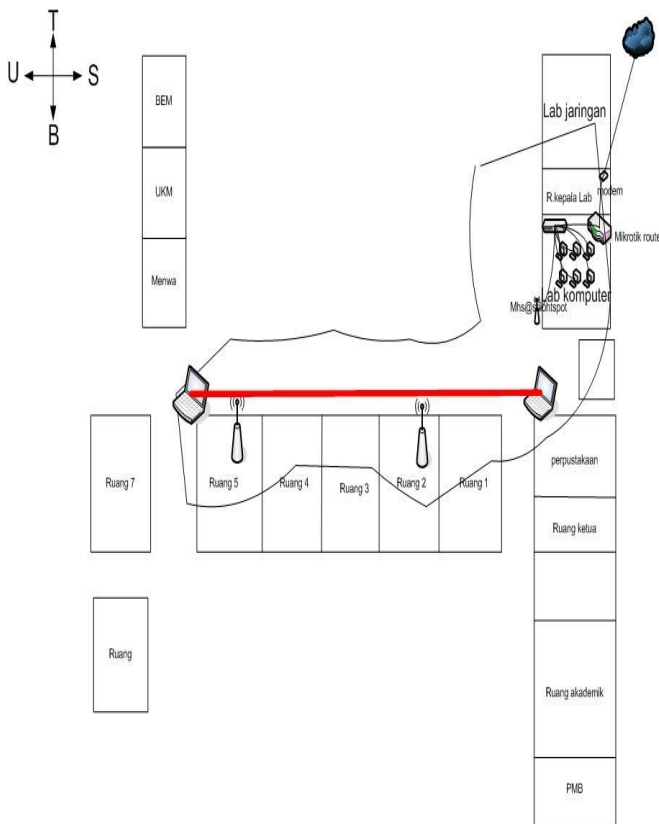 T
U
S
B
BEM
UKM
Menwa
Lab jaringan
R.kepala Lab
modem
Mikrotik route
Lab komputer
Ruang 7
Ruang 5
Ruang 4
Ruang 3
Ruang 2
Ruang 1
perpustakaan
Ruang ketua
Ruang
Ruang akademik
PMB